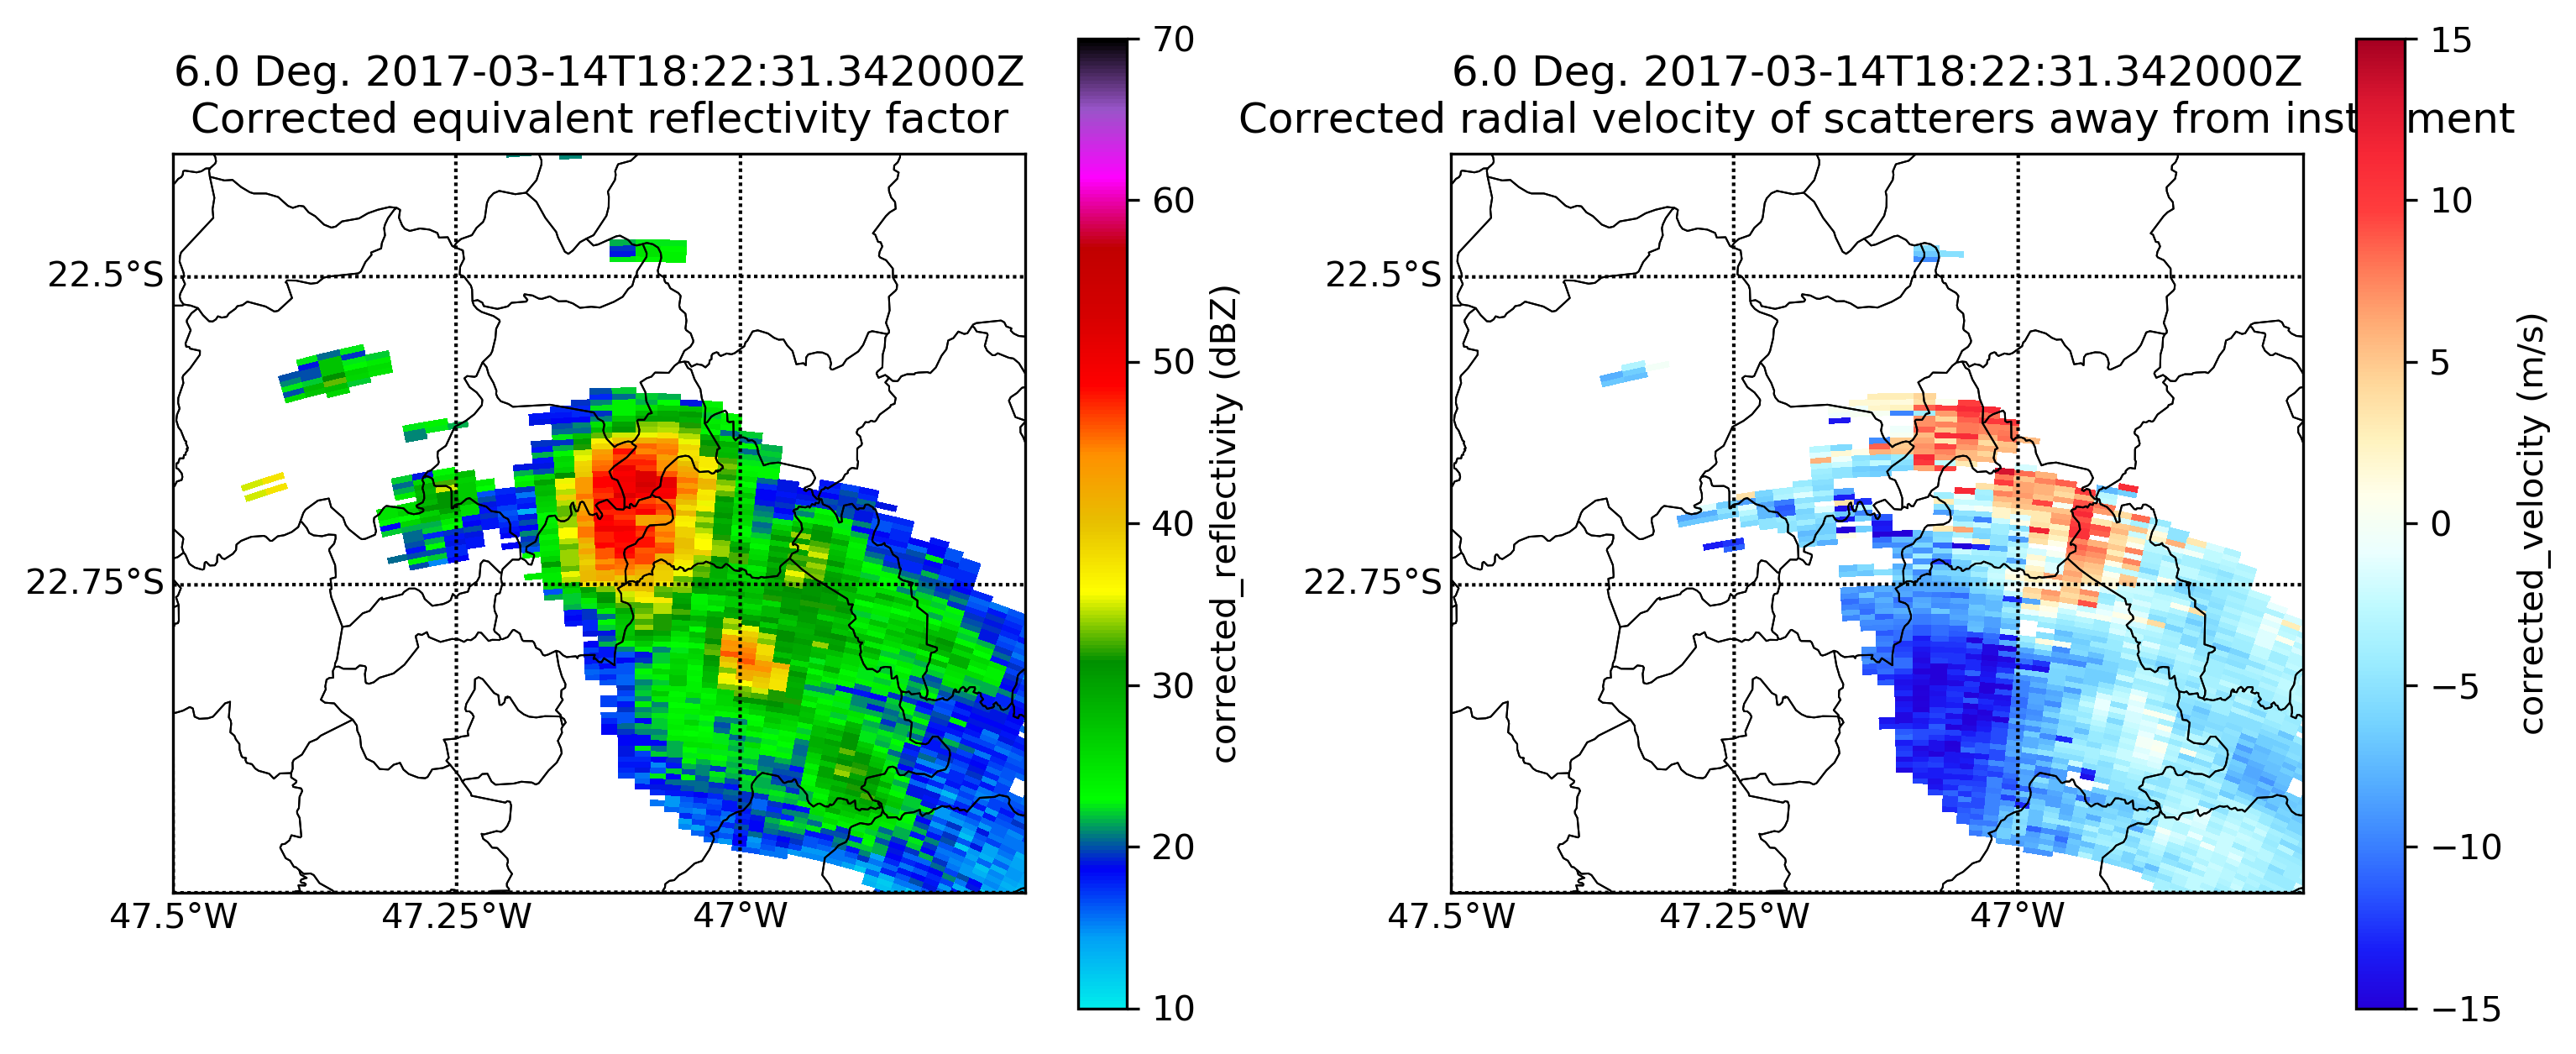 6.0 Deg. 2017-03-14T18:22:31.342000Z
Corrected equivalent reflectivity factor
22.5°S
22.75°S
47.5°W
47.25°W
47°W
70
60
50
40
30
20
10
corrected_reflectivity (dBZ)
6.0 Deg. 2017-03-14T18:22:31.342000Z
Corrected radial velocity of scatterers away from inst ment
22.5°S
22.75°S
47.5°W
47.25°W
47°W
15
10
5
0
−5
−10
−15
corrected_velocity (m/s)